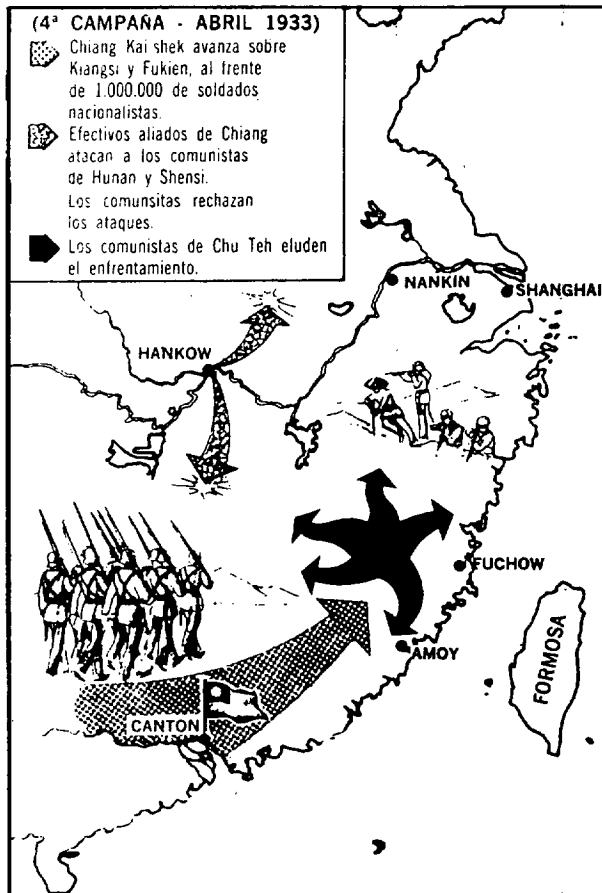 (4ª CAMPAÑA - ABRIL 1933)
Chiang Kai shek avanza sobre
Kiangsi y Fukien, al frente
de 1.000.000 de soldados
nacionalistas.
Efectivos aliados de Chiang
atacan a los comunistas
de Hunan y Shensi.
Los comunsitas rechazan
los ataques.
Los comunistas de Chu Teh eluden
el enfrentamiento.
NANKIN
SHANGHAI
HANKOW
FUCHOW
AMOY
FORMOSA
CANTON